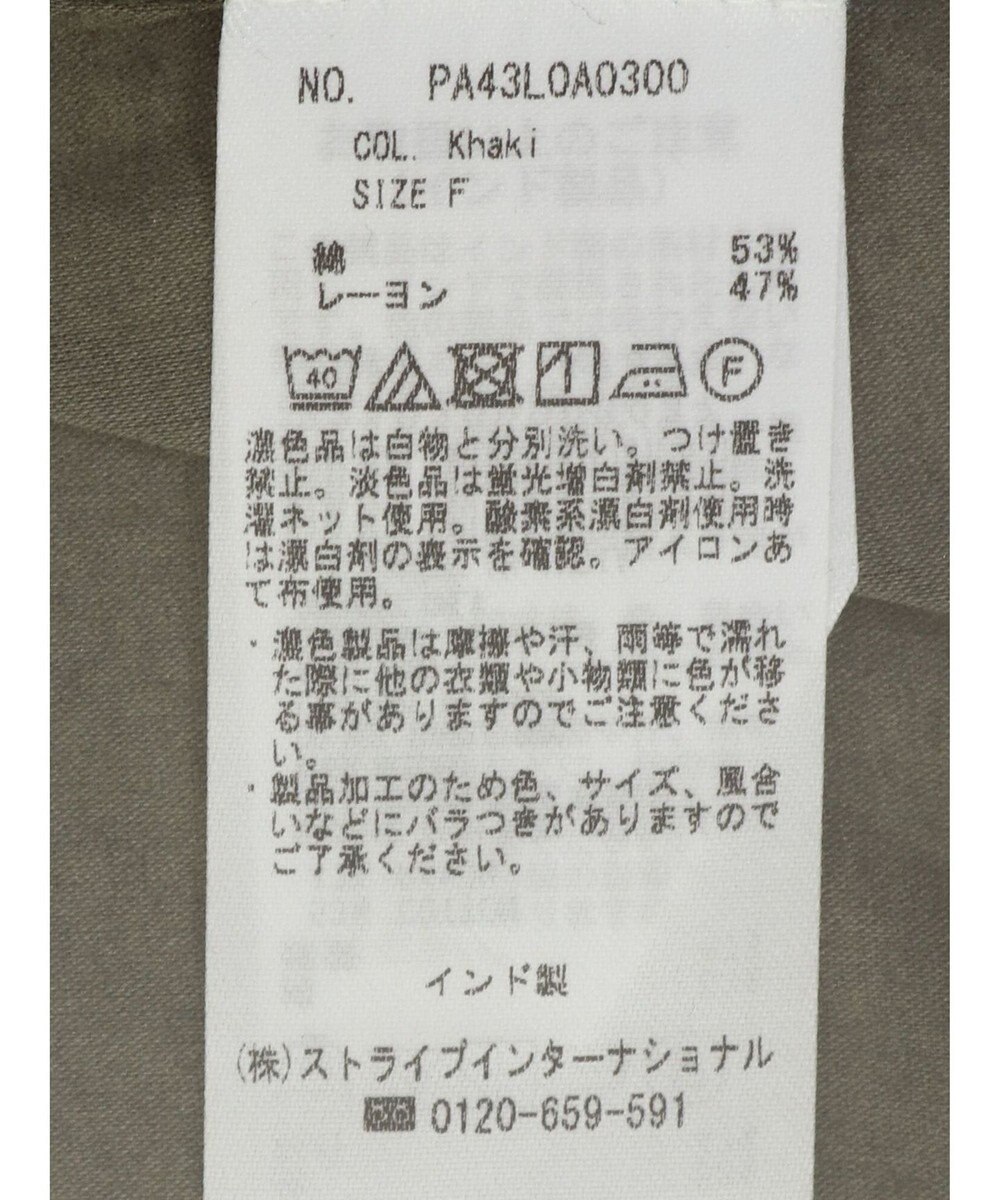 NO. PA43L0A0300
COL. Khaki
SIZE F
綿 53%
レーヨン 47%
40 F
濃色品は白物と分別洗い。つけ置き
禁止。淡色品は蛍光増白剤禁止。洗
濯ネット使用。酸素系漂白剤使用時
は漂白剤の表示を確認。アイロンあ
て布使用。
・濃色製品は摩擦や汗、雨等で濡れ
た際に他の衣類や小物類に色が移
る事がありますのでご注意くださ
い。
・製品加工のため色、サイズ、風合
いなどにバラつきがありますので
ご了承ください。
インド製
(株)ストライプインターナショナル
0120-659-591